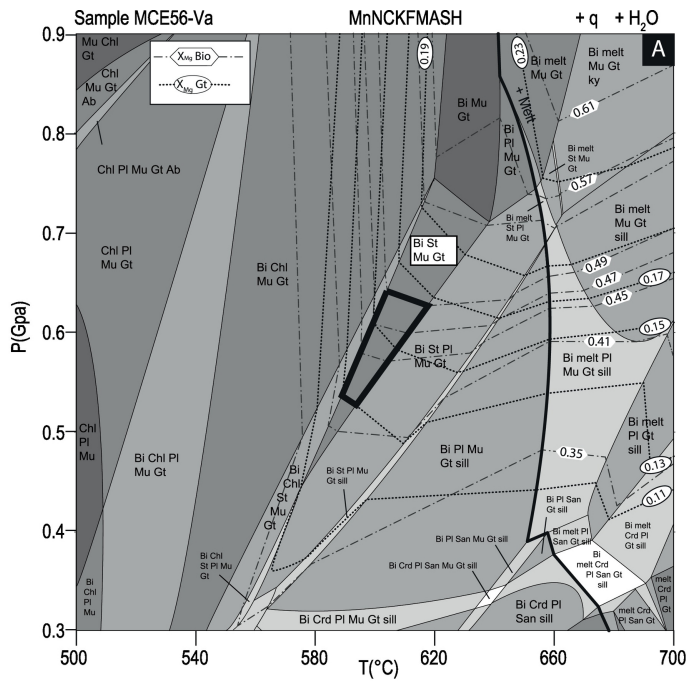 Sample MCE56-Va MnNCKFMASH + q + H2O
A
0.9
0.8
0.7
0.6
0.5
0.4
0.3
P(Gpa)
500
540
580
620
660
700
T(°C)
XMg Bio
XMg Gt
Mu Chl
Gt
Chl
Mu Gt
Ab
Chl Pl Mu Gt Ab
Chl Pl
Mu Gt
Chl
Pl
Mu
Bi
Chl
Pl
Mu
Bi Chl Pl
Mu Gt
Bi Chl
Mu Gt
0.19
0.23
+ Melt
Bi Mu
Gt
Bi
Pl
Mu
Gt
Bi melt
Mu Gt
Bi melt
Mu Gt
ky
0.61
Bi melt
St Mu
Gt
0.57
Bi melt
St Pl
Mu Gt
Bi melt
Mu Gt
sill
Bi St
Mu Gt
0.49
0.47
0.45
0.17
0.15
0.41
Bi St Pl
Mu Gt
Bi melt Pl
Mu Gt sill
Bi melt
Pl Gt
sill
Bi Pl Mu
Gt sill
0.35
0.13
0.11
Bi
Chl
St
Mu
Gt
Bi St Pl Mu
Gt sill
Bi Pl San
Gt sill
Bi melt Pl
San Gt sill
Bi melt
Crd Pl
Gt sill
Bi Pl San Mu Gt sill
Bi Crd Pl San Mu Gt sill
Bi
melt Crd
Pl San Gt
sill
Bi Chl
St Pl Mu
Gt
Bi Crd Pl Mu Gt sill
Bi Crd Pl
San sill
melt Crd
Pl San Gt
melt
Crd
Pl
Gt